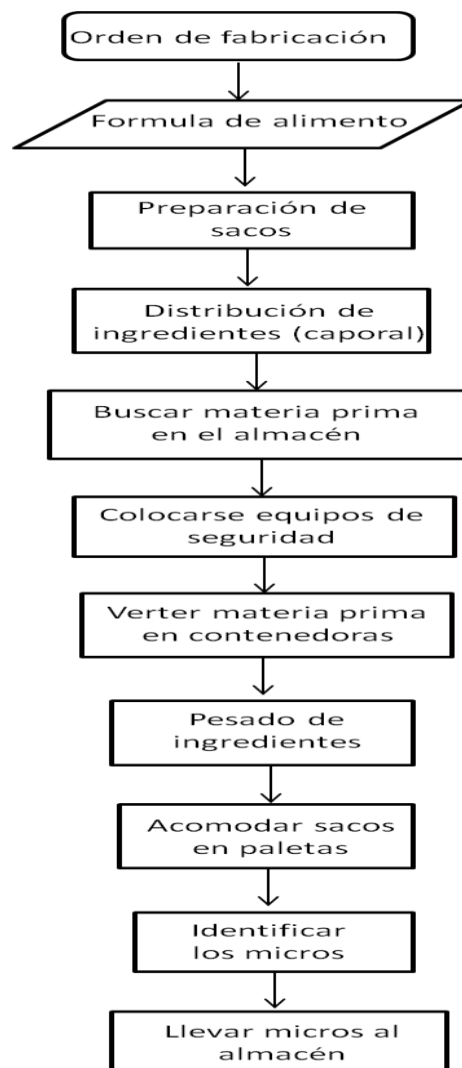 Orden de fabricación
Formula de alimento
Preparación de
sacos
Distribución de
ingredientes (caporal)
Buscar materia prima
en el almacén
Colocarse equipos de
seguridad
Verter materia prima
en contenedoras
Pesado de
ingredientes
Acomodar sacos
en paletas
Identificar
los micros
Llevar micros al
almacén